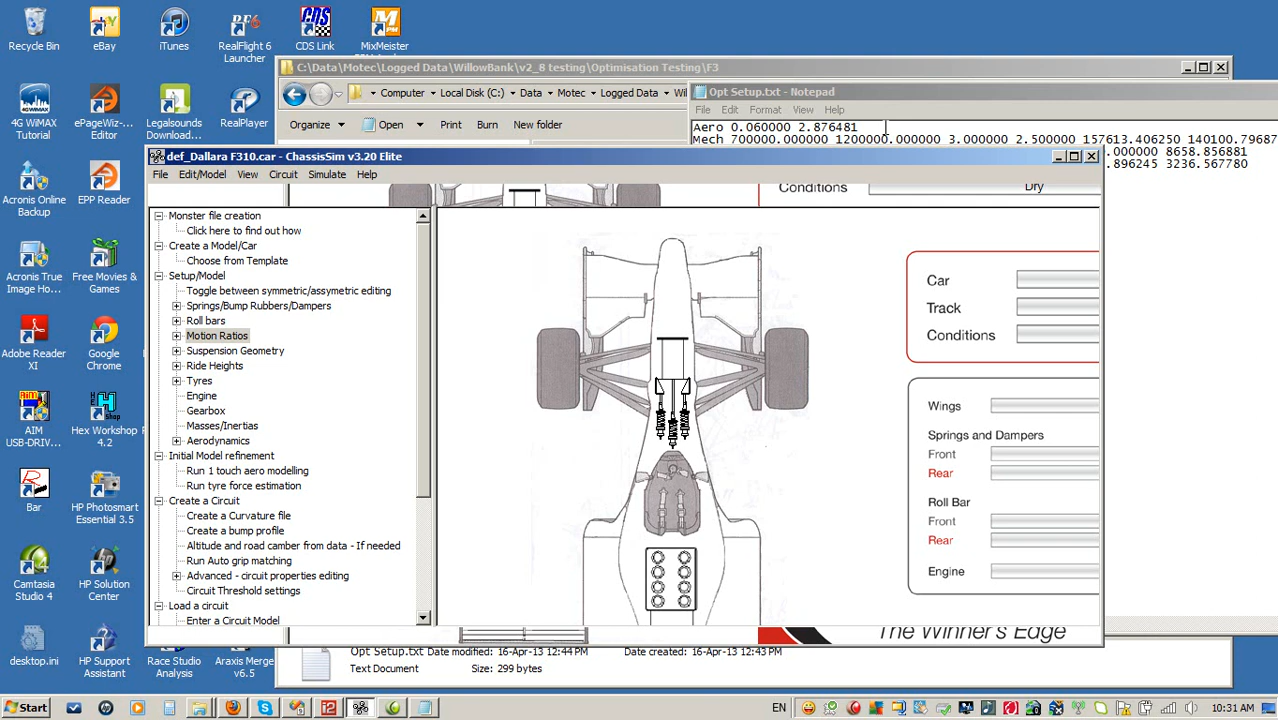 Recycle Bin
eBay
iTunes
RealFlight 6
Launcher
CDS Link
MixMeister
4G WiMAX
Tutorial
ePageWiz-...
Editor
Legalsounds
Download...
RealPlayer
Acronis Online
Backup
EPP Reader
Acronis True
Image Ho...
Free Movies &
Games
Adobe Reader
XI
Google
Chrome
AIM
USB-DRIV...
Hex Workshop
4.2
Bar
HP Photosmart
Essential 3.5
Camtasia
Studio 4
HP Solution
Center
desktop.ini
HP Support
Assistant
Race Studio
Analysis
Araxis Merge
v6.5
C:\Data\Motec\Logged Data\WillowBank\v2_8 testing\Optimisation Testing\F3
Computer
Local Disk (C:)
Data
Motec
Logged Data
Organize
Open
Print
Burn
New folder
Opt Setup.txt - Notepad
File Edit Format View Help
Aero 0.060000 2.876481
Mech 700000.000000 1200000.000000 3.000000 2.500000 157613.406250 140100.79687
.000000 8658.856881
.896245 3236.567780
def_Dallara F310.car - ChassisSim v3.20 Elite
File Edit/Model View Circuit Simulate Help
Monster file creation
Click here to find out how
Create a Model/Car
Choose from Template
Setup/Model
Toggle between symmetric/assymetric editing
Springs/Bump Rubbers/Dampers
Roll bars
Motion Ratios
Suspension Geometry
Ride Heights
Tyres
Engine
Gearbox
Masses/Inertias
Aerodynamics
Initial Model refinement
Run 1 touch aero modelling
Run tyre force estimation
Create a Circuit
Create a Curvature file
Create a bump profile
Altitude and road camber from data - If needed
Run Auto grip matching
Advanced - circuit properties editing
Circuit Threshold settings
Load a circuit
Enter a Circuit Model
Conditions
Dry
Car
Track
Conditions
Wings
Springs and Dampers
Front
Rear
Roll Bar
Front
Rear
Engine
The Winner's Edge
Opt Setup.txt Date modified: 16-Apr-13 12:44 PM Date created: 16-Apr-13 12:43 PM
Text Document Size: 299 bytes
Start
EN
10:31 AM